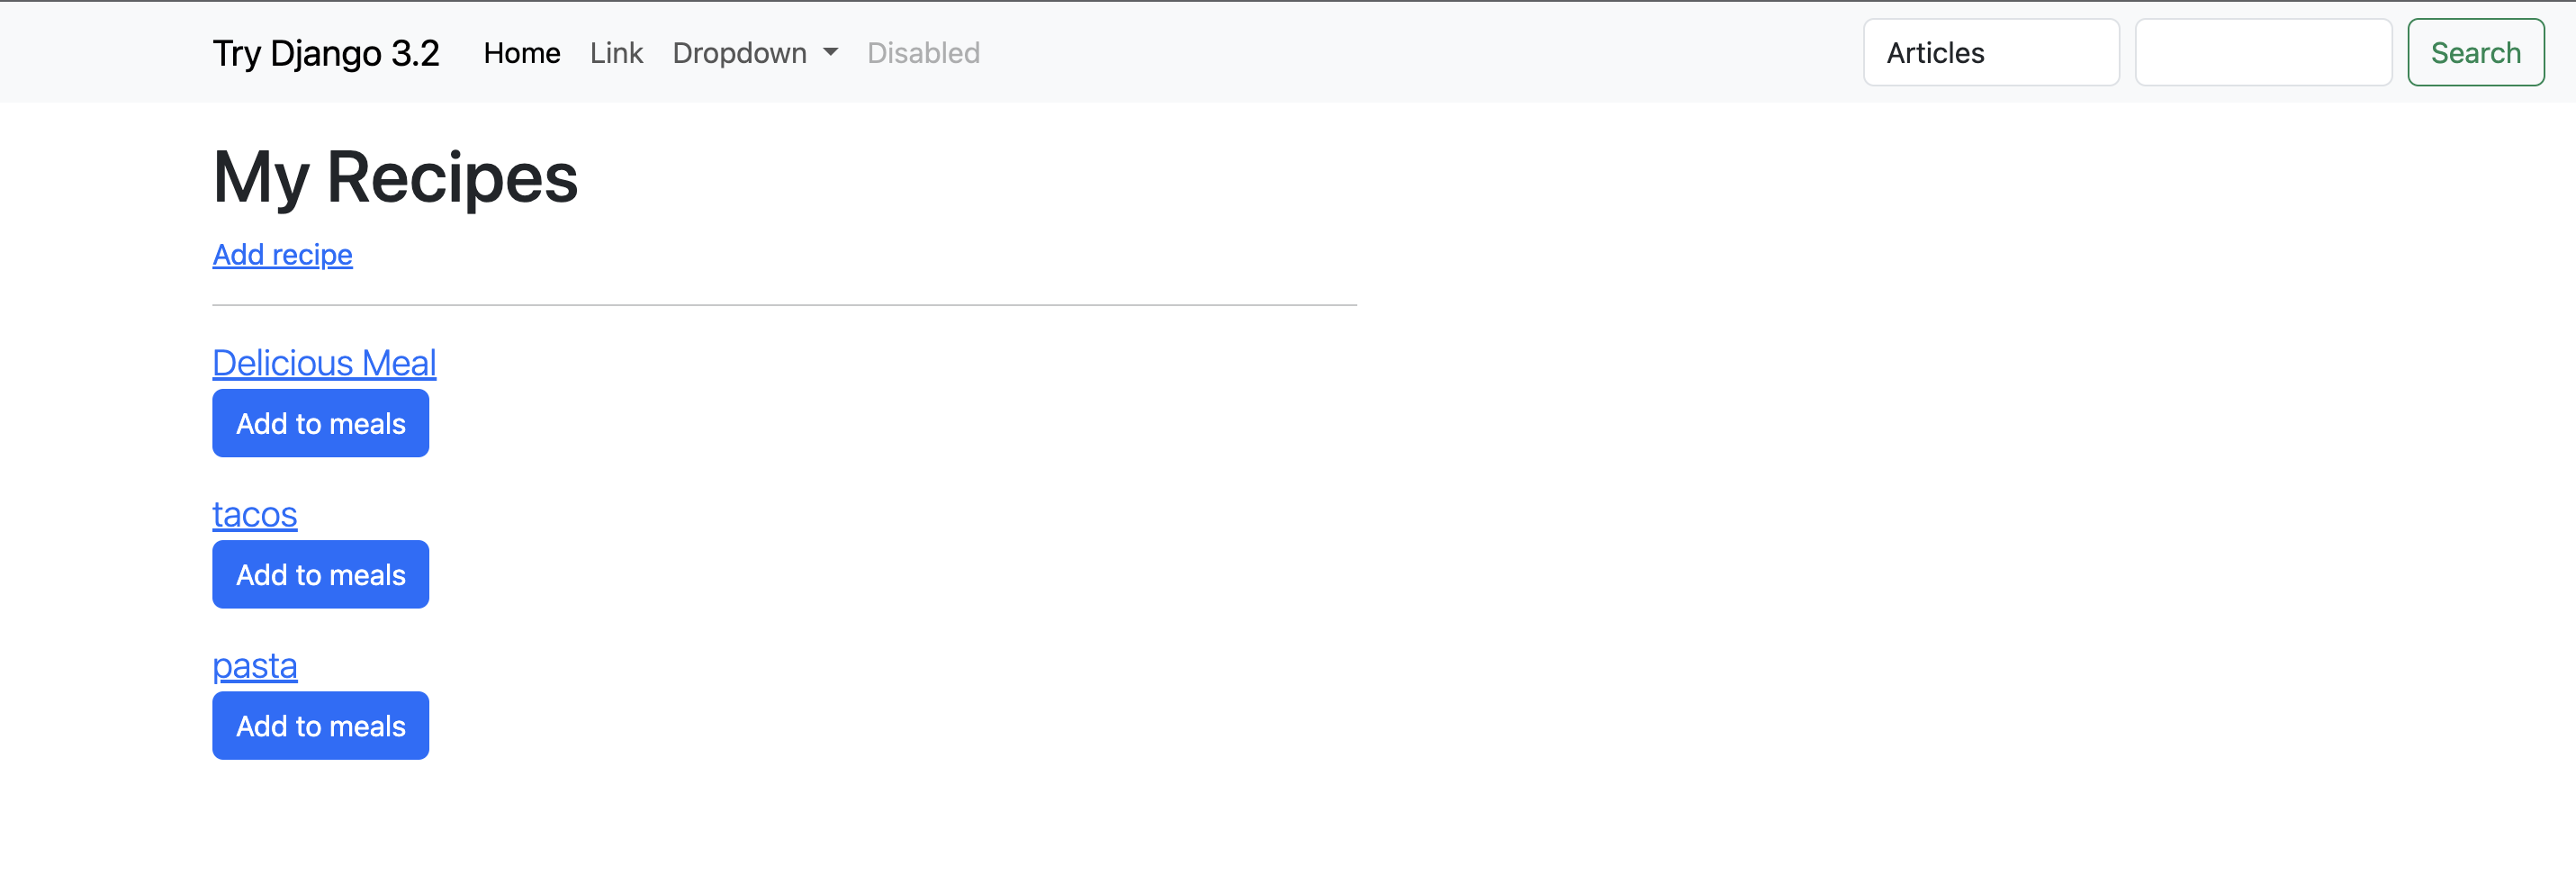 Try Django 3.2 Home Link Dropdown Disabled Articles Search
My Recipes
Add recipe
Delicious Meal
Add to meals
tacos
Add to meals
pasta
Add to meals